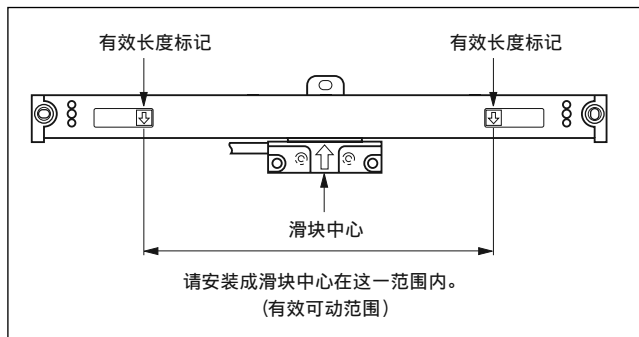 有效长度标记
有效长度标记
滑块中心
请安装成滑块中心在这一范围内。
(有效可动范围)